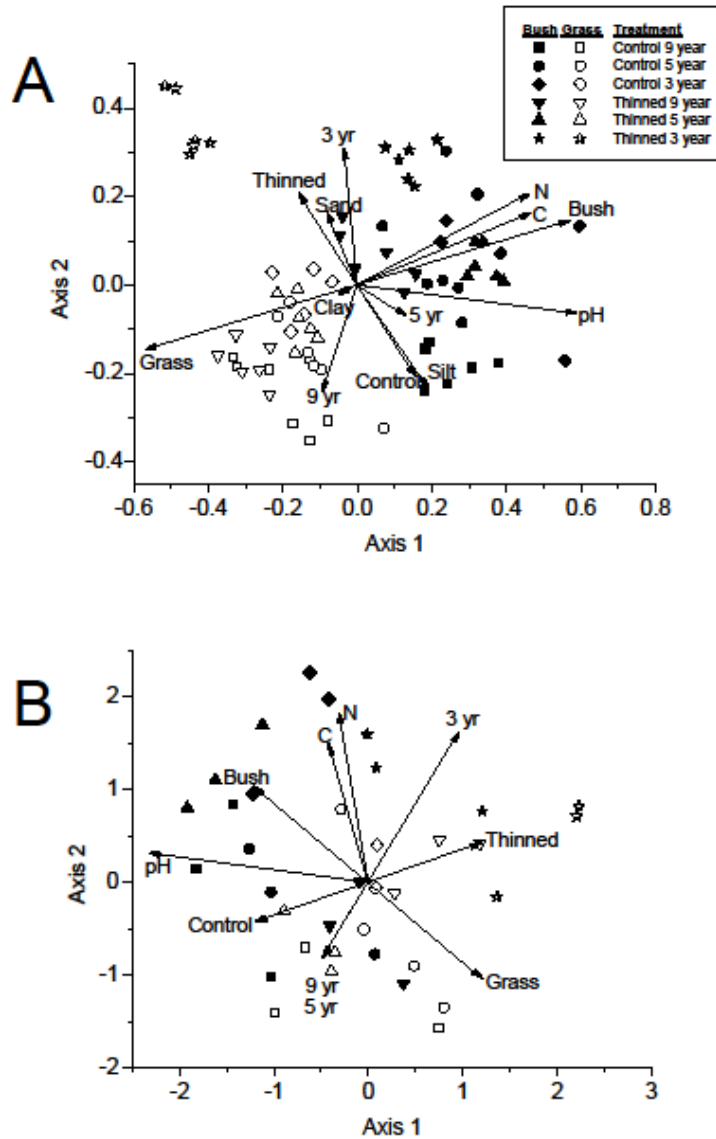 Bush Grass Treatment
Control 9 year
Control 5 year
Control 3 year
Thinned 9 year
Thinned 5 year
Thinned 3 year
A
0.4
0.2
0.0
-0.2
-0.4
Axis 2
3 yr
Thinned
Sand
N
C
Bush
Clay
5 yr
pH
Grass
9 yr
Control
Silt
-0.6 -0.4 -0.2 0.0 0.2 0.4 0.6 0.8
Axis 1
B
2
1
0
-1
-2
Axis 2
N
C
3 yr
Bush
Thinned
pH
Control
9 yr
5 yr
Grass
-2 -1 0 1 2 3
Axis 1